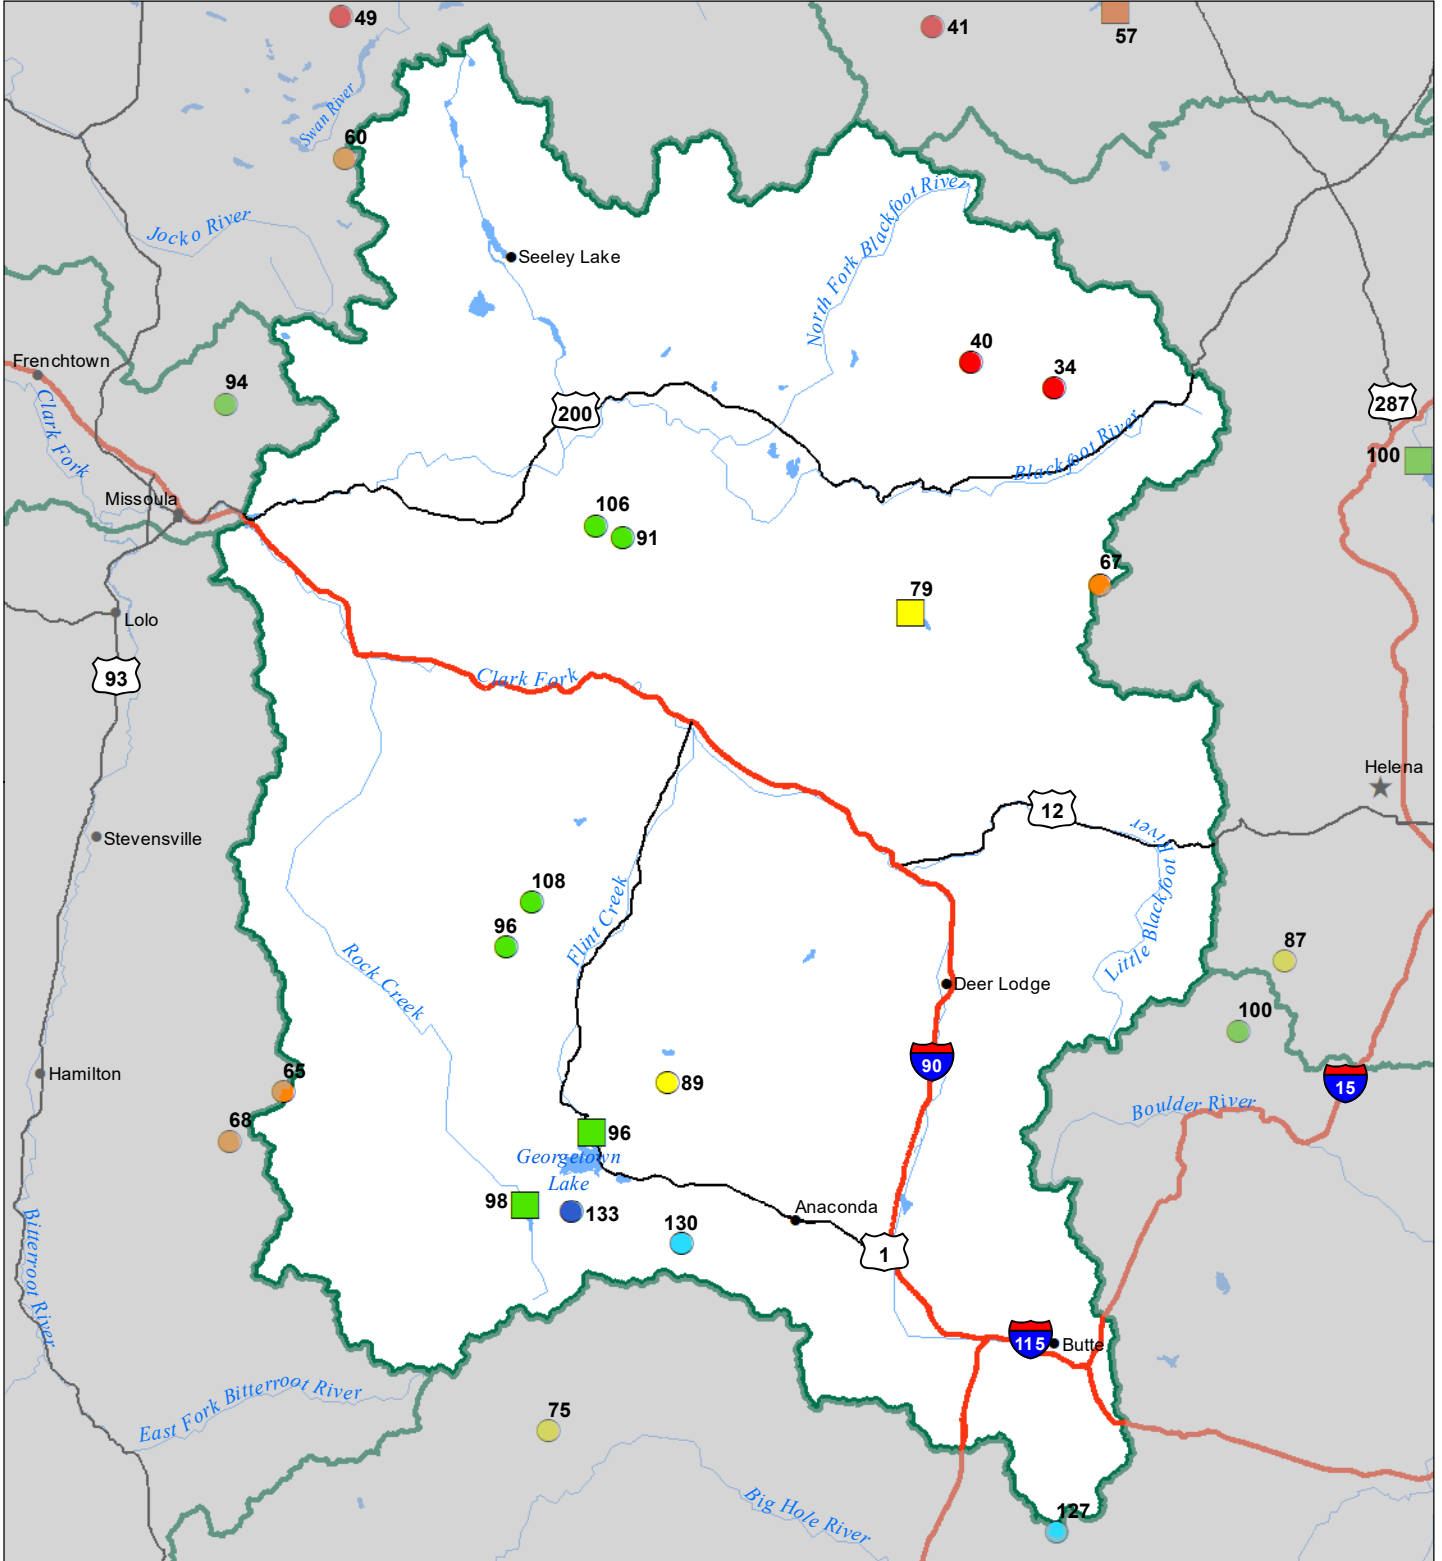 49
41
57
Swan River
60
Jocko River
North Fork Blackfoot River
Seeley Lake
40
34
Frenchtown
94
Clark Fork
200
287
100
Blackfoot River
Missoula
106
91
67
79
Lolo
93
Clark Fork
Helena
12
Little Blackfoot River
Stevensville
108
96
Flint Creek
Rock Creek
87
Deer Lodge
100
90
15
Hamilton
65
89
68
Boulder River
96
Georgetown
Lake
98
133
130
Anaconda
1
Bitterroot River
115
Butte
East Fork Bitterroot River
75
Big Hole River
127